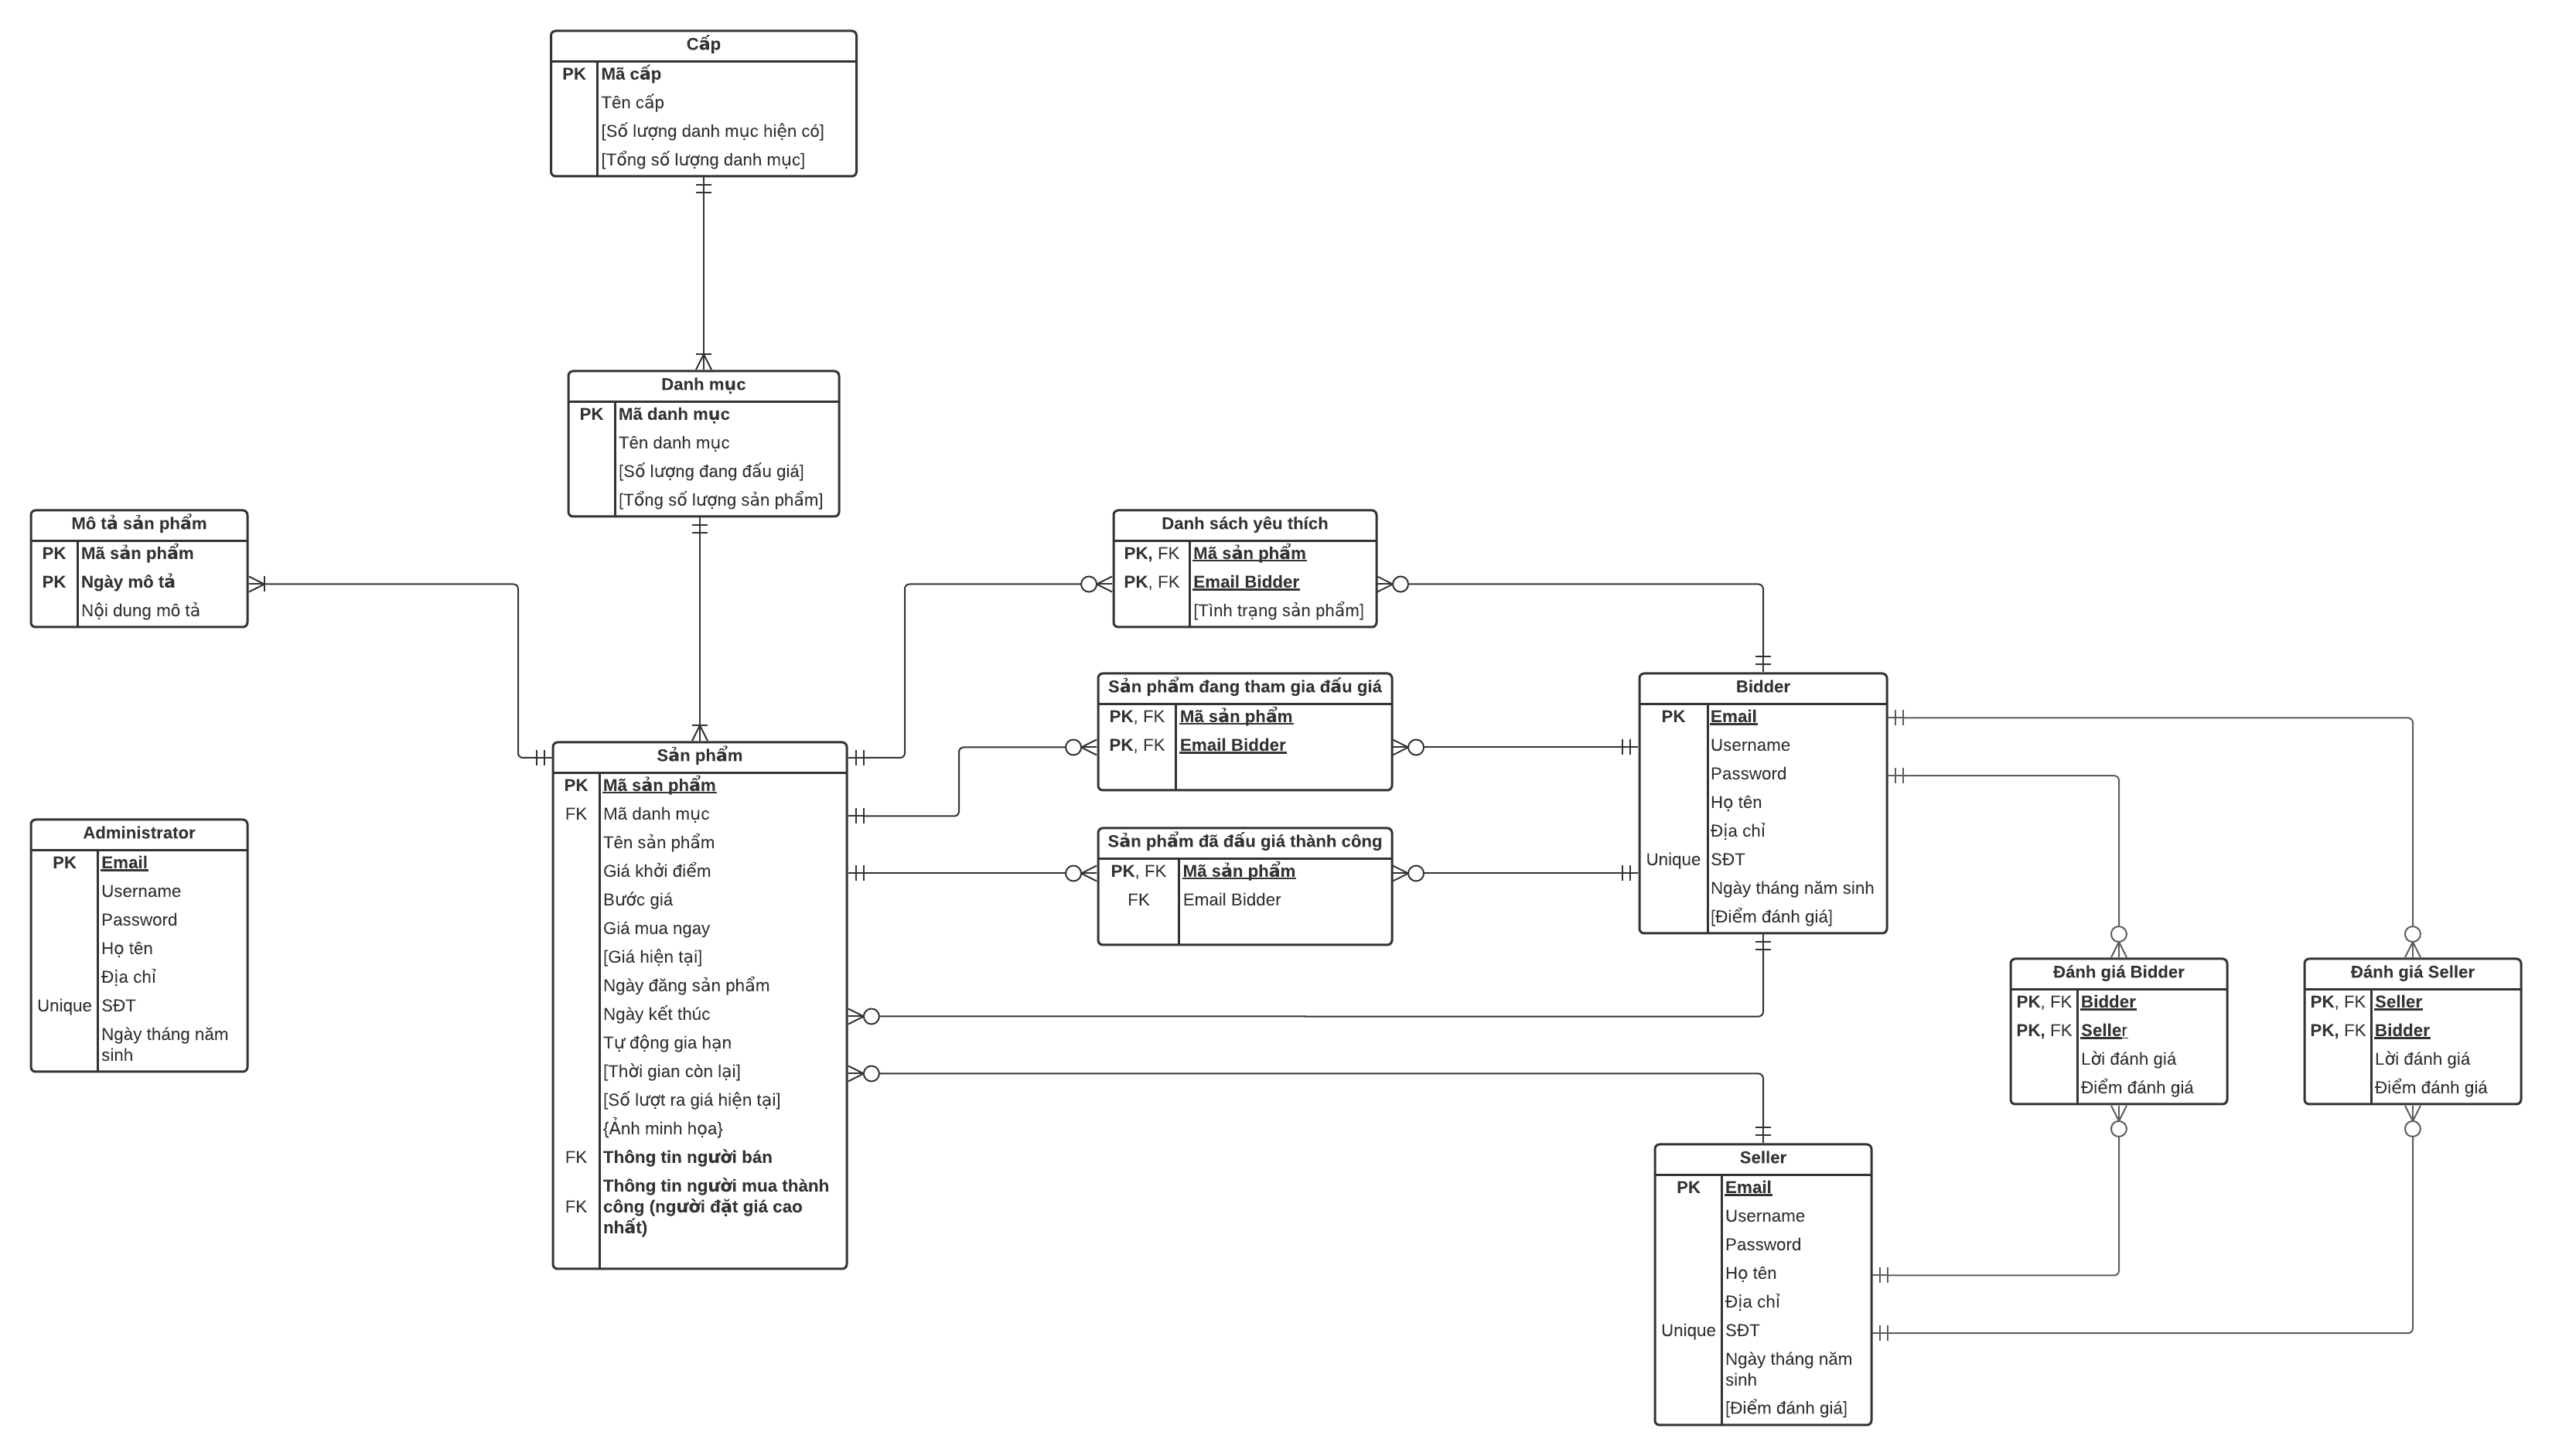 Cấp
PK Mã cấp
Tên cấp
[Số lượng danh mục hiện có]
[Tổng số lượng danh mục]
Danh mục
PK Mã danh mục
Tên danh mục
[Số lượng đang đấu giá]
[Tổng số lượng sản phẩm]
Mô tả sản phẩm
PK Mã sản phẩm
PK Ngày mô tả
Nội dung mô tả
Danh sách yêu thích
PK, FK Mã sản phẩm
PK, FK Email Bidder
[Tình trạng sản phẩm]
Sản phẩm đang tham gia đấu giá
PK, FK Mã sản phẩm
PK, FK Email Bidder
Sản phẩm đã đấu giá thành công
PK, FK Mã sản phẩm
FK Email Bidder
Bidder
PK Email
Username
Password
Họ tên
Địa chỉ
Unique SĐT
Ngày tháng năm sinh
[Điểm đánh giá]
Sản phẩm
PK Mã sản phẩm
FK Mã danh mục
Tên sản phẩm
Giá khởi điểm
Bước giá
Giá mua ngay
[Giá hiện tại]
Ngày đăng sản phẩm
Ngày kết thúc
Tự động gia hạn
[Thời gian còn lại]
[Số lượt ra giá hiện tại]
{Ảnh minh họa}
FK Thông tin người bán
Thông tin người mua thành
FK công (người đặt giá cao
nhất)
Administrator
PK Email
Username
Password
Họ tên
Địa chỉ
Unique SĐT
Ngày tháng năm
sinh
Đánh giá Bidder
PK, FK Bidder
PK, FK Seller
Lời đánh giá
Điểm đánh giá
Đánh giá Seller
PK, FK Seller
PK, FK Bidder
Lời đánh giá
Điểm đánh giá
Seller
PK Email
Username
Password
Họ tên
Địa chỉ
Unique SĐT
Ngày tháng năm
sinh
[Điểm đánh giá]